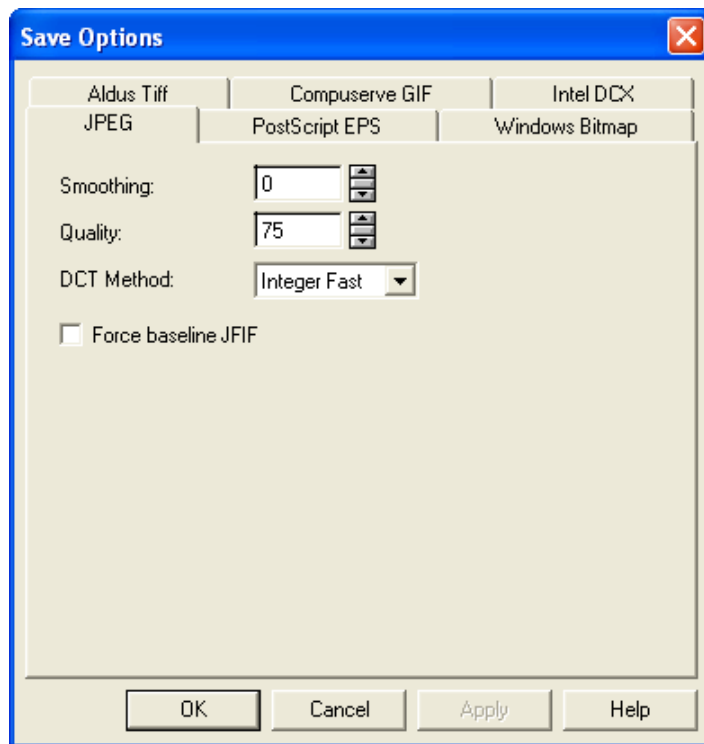 Save Options
Aldus Tiff Compuserve GIF Intel DCX
JPEG PostScript EPS Windows Bitmap
Smoothing: 0
Quality: 75
DCT Method: Integer Fast
Force baseline JFIF
OK Cancel Apply Help